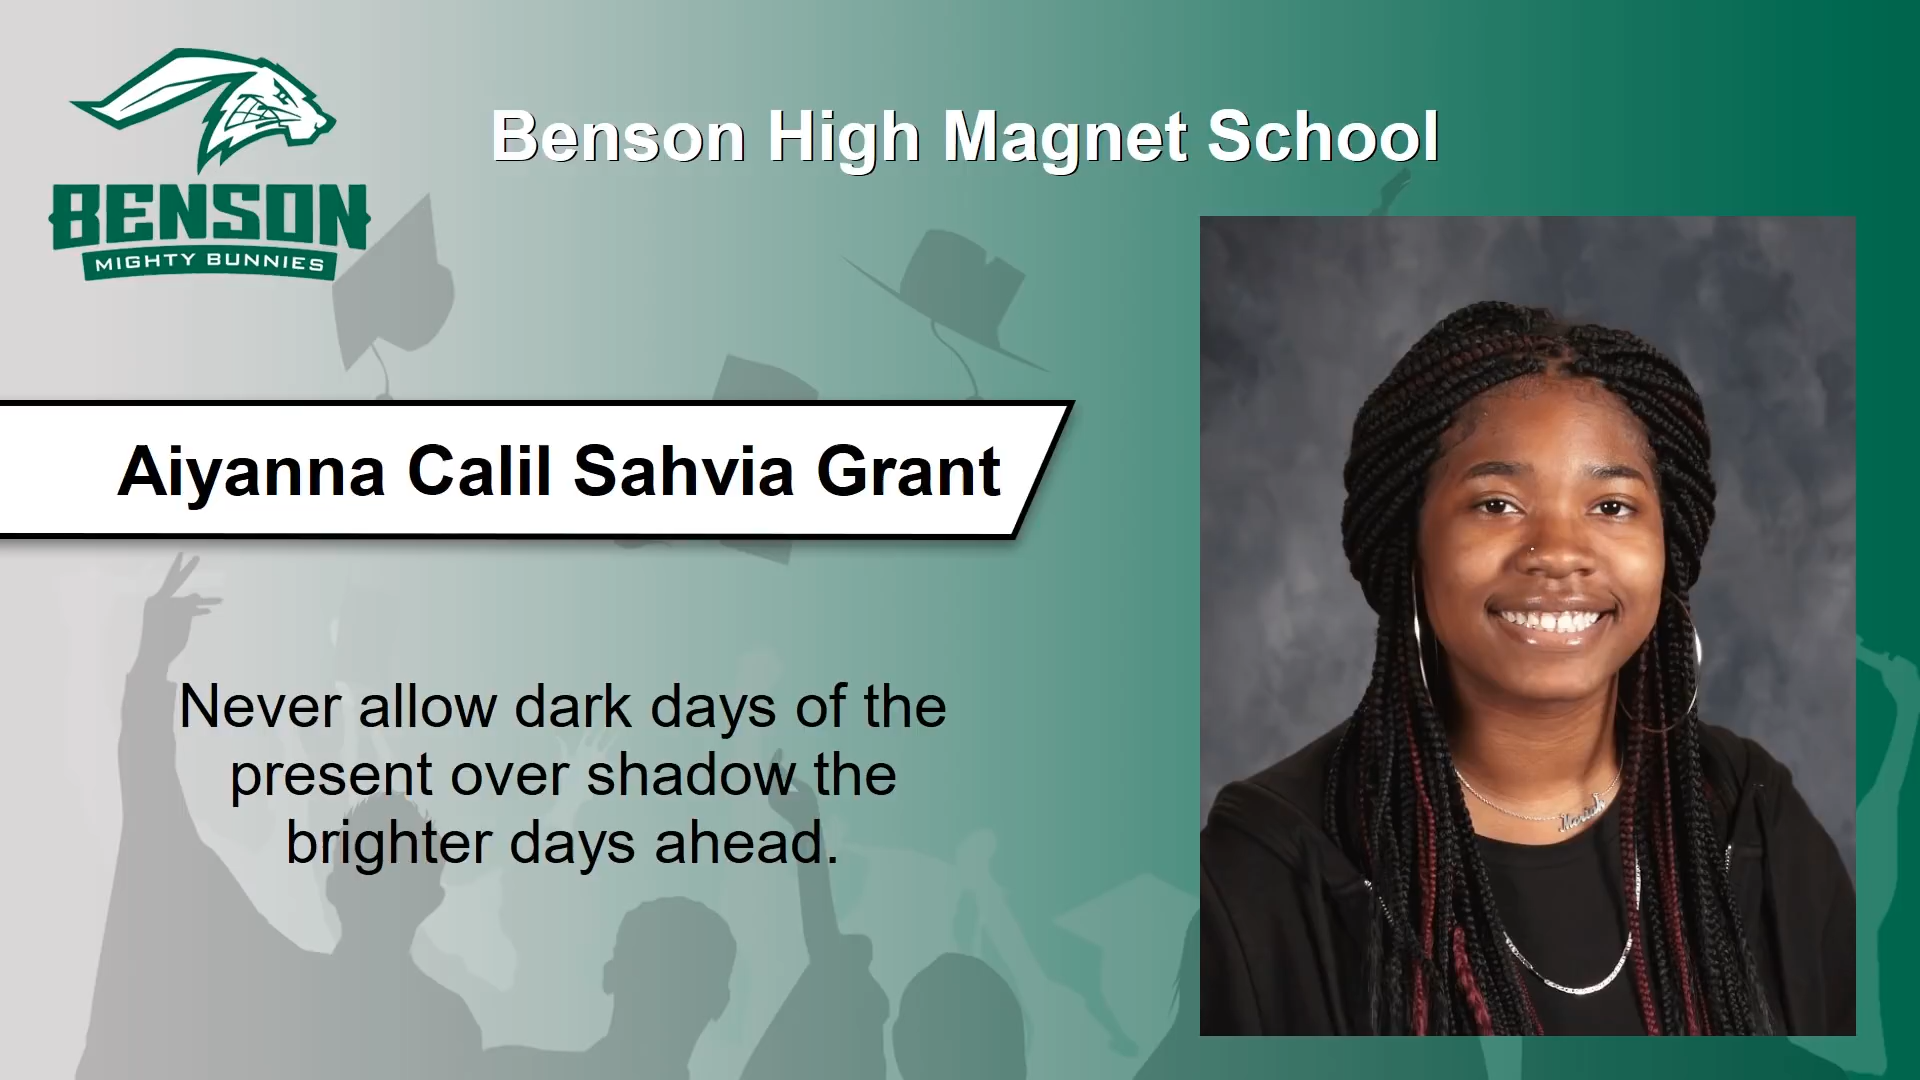 BENSON
MIGHTY BUNNIES
Benson High Magnet School
Aiyanna Calil Sahvia Grant
Never allow dark days of the
present over shadow the
brighter days ahead.